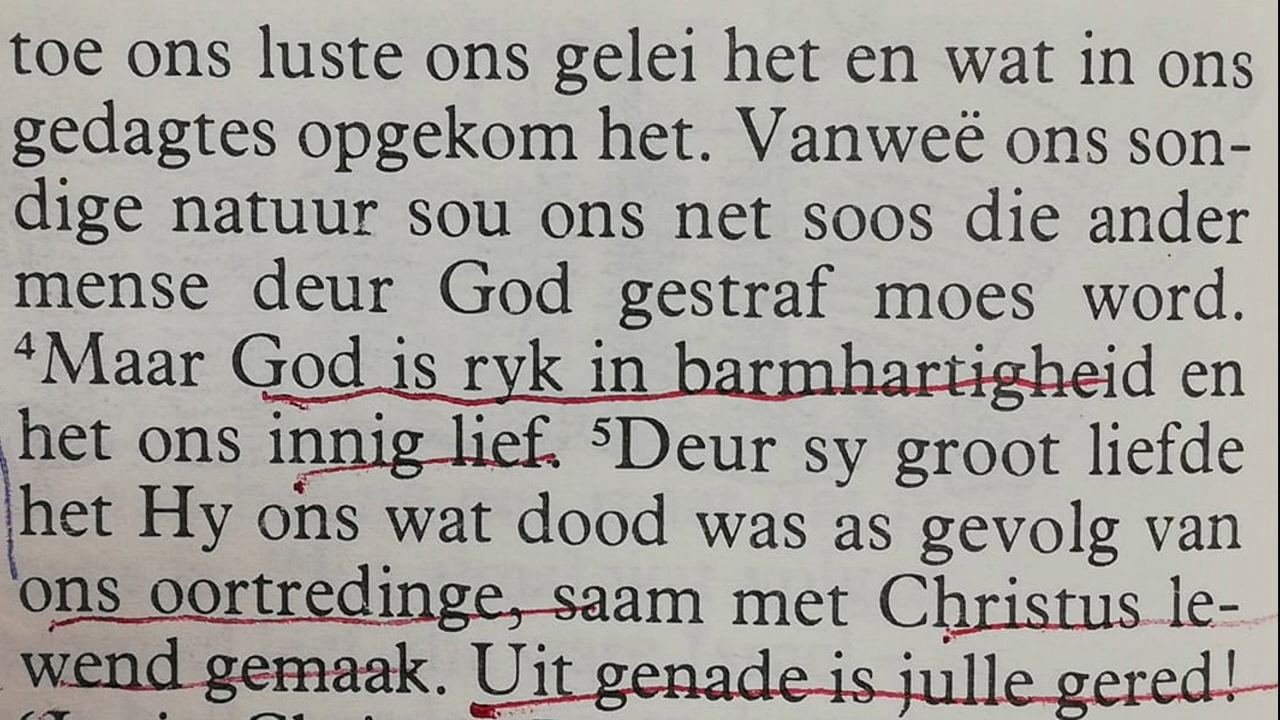 toe ons luste ons gelei het en wat in ons
gedagtes opgekom het. Vanweë ons son-
dige natuur sou ons net soos die ander
mense deur God gestraf moes word.
⁴Maar God is ryk in barmhartigheid en
het ons innig lief. ⁵Deur sy groot liefde
het Hy ons wat dood was as gevolg van
ons oortredinge, saam met Christus le-
wend gemaak. Uit genade is julle gered!